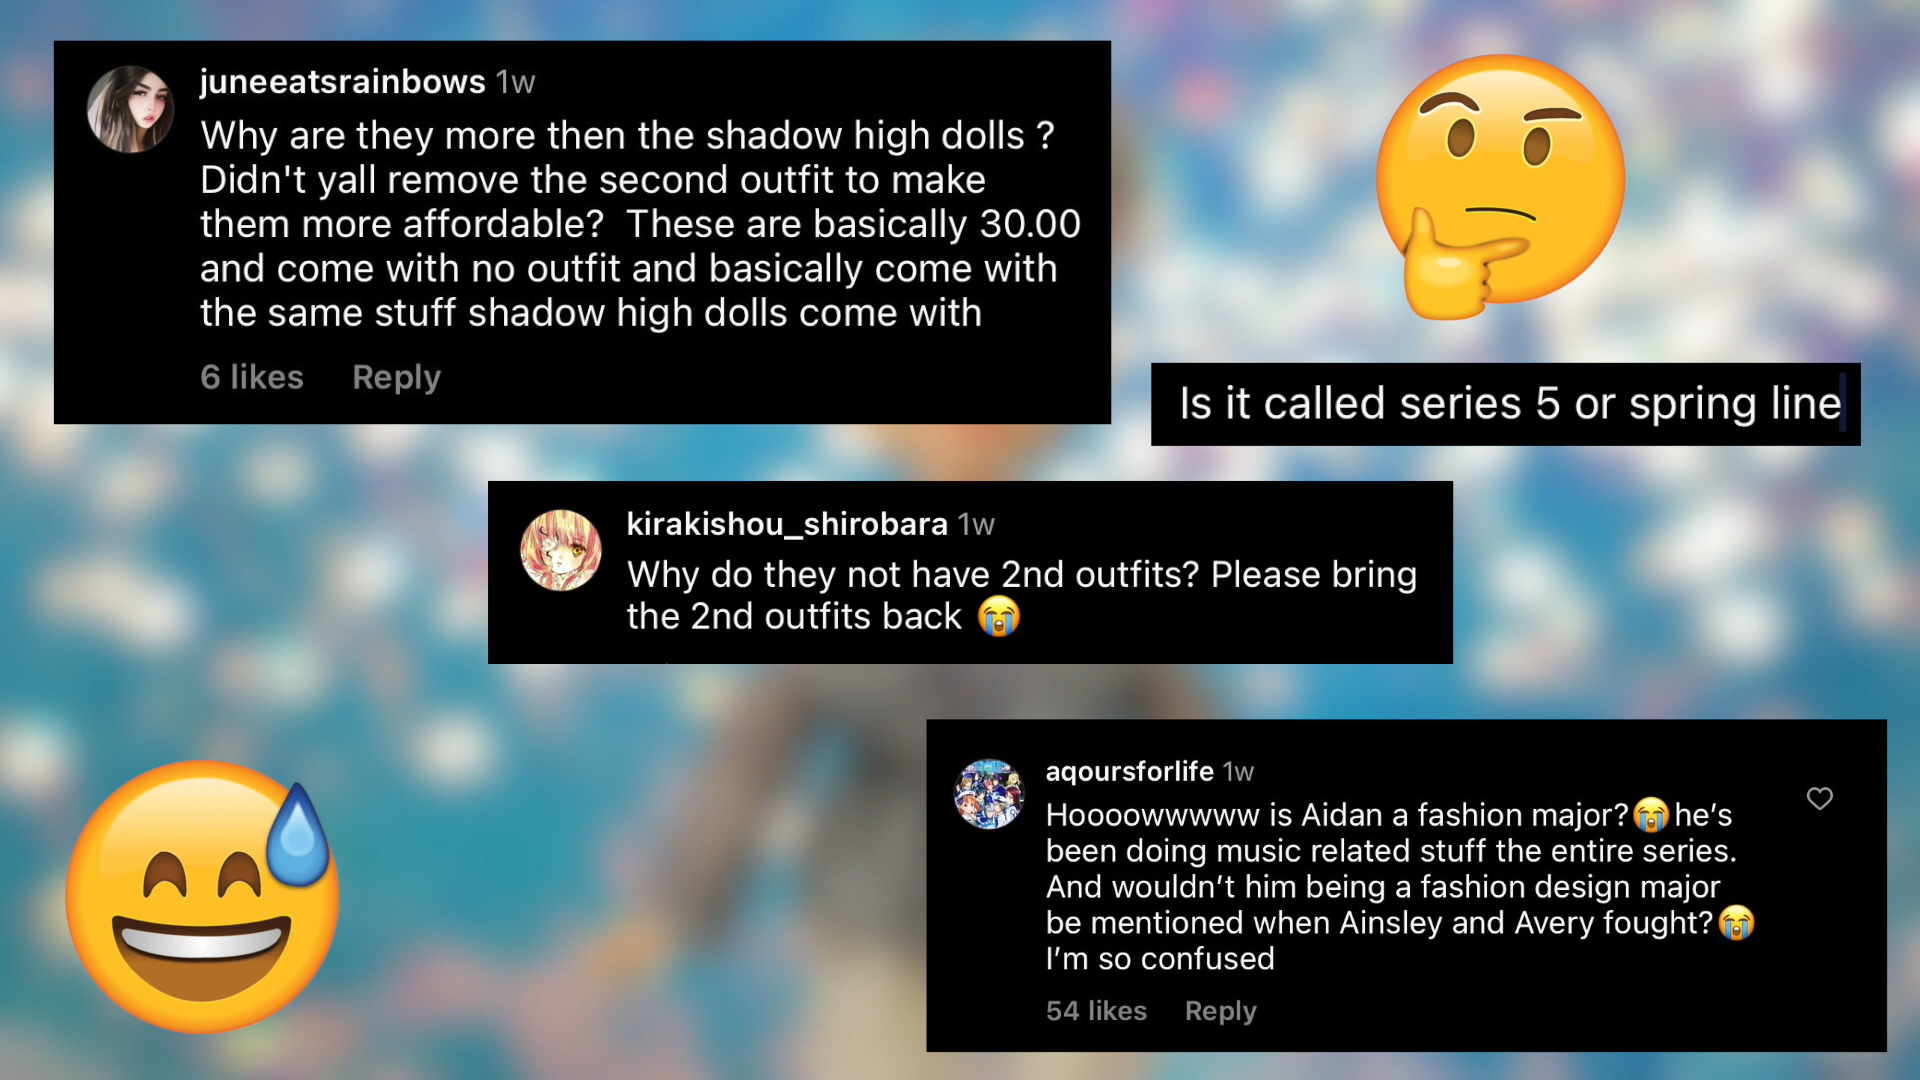 juneeatsrainbows 1w
Why are they more then the shadow high dolls ?
Didn't yall remove the second outfit to make
them more affordable?  These are basically 30.00
and come with no outfit and basically come with
the same stuff shadow high dolls come with
6 likes Reply
Is it called series 5 or spring line
kirakishou_shirobara 1w
Why do they not have 2nd outfits? Please bring
the 2nd outfits back 😭
aqoursforlife 1w
Hoooowwwww is Aidan a fashion major?😭he's
been doing music related stuff the entire series.
And wouldn't him being a fashion design major
be mentioned when Ainsley and Avery fought?😭
I'm so confused
54 likes Reply